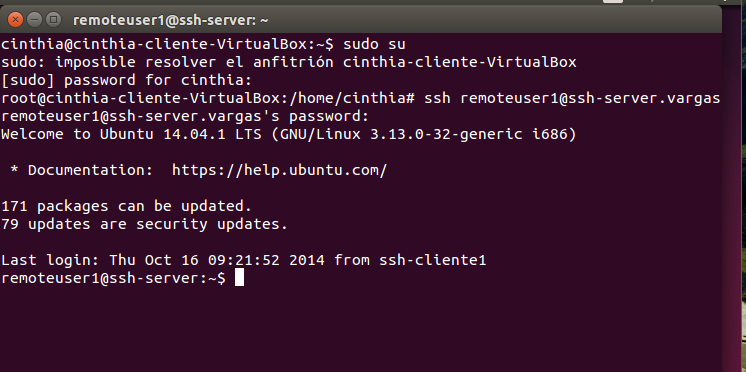 remoteuser1@ssh-server: ~
cinthia@cinthia-cliente-VirtualBox:~$ sudo su
sudo: imposible resolver el anfitrión cinthia-cliente-VirtualBox
[sudo] password for cinthia:
root@cinthia-cliente-VirtualBox:/home/cinthia# ssh remoteuser1@ssh-server.vargas
remoteuser1@ssh-server.vargas's password:
Welcome to Ubuntu 14.04.1 LTS (GNU/Linux 3.13.0-32-generic i686)
* Documentation:  https://help.ubuntu.com/
171 packages can be updated.
79 updates are security updates.
Last login: Thu Oct 16 09:21:52 2014 from ssh-cliente1
remoteuser1@ssh-server:~$